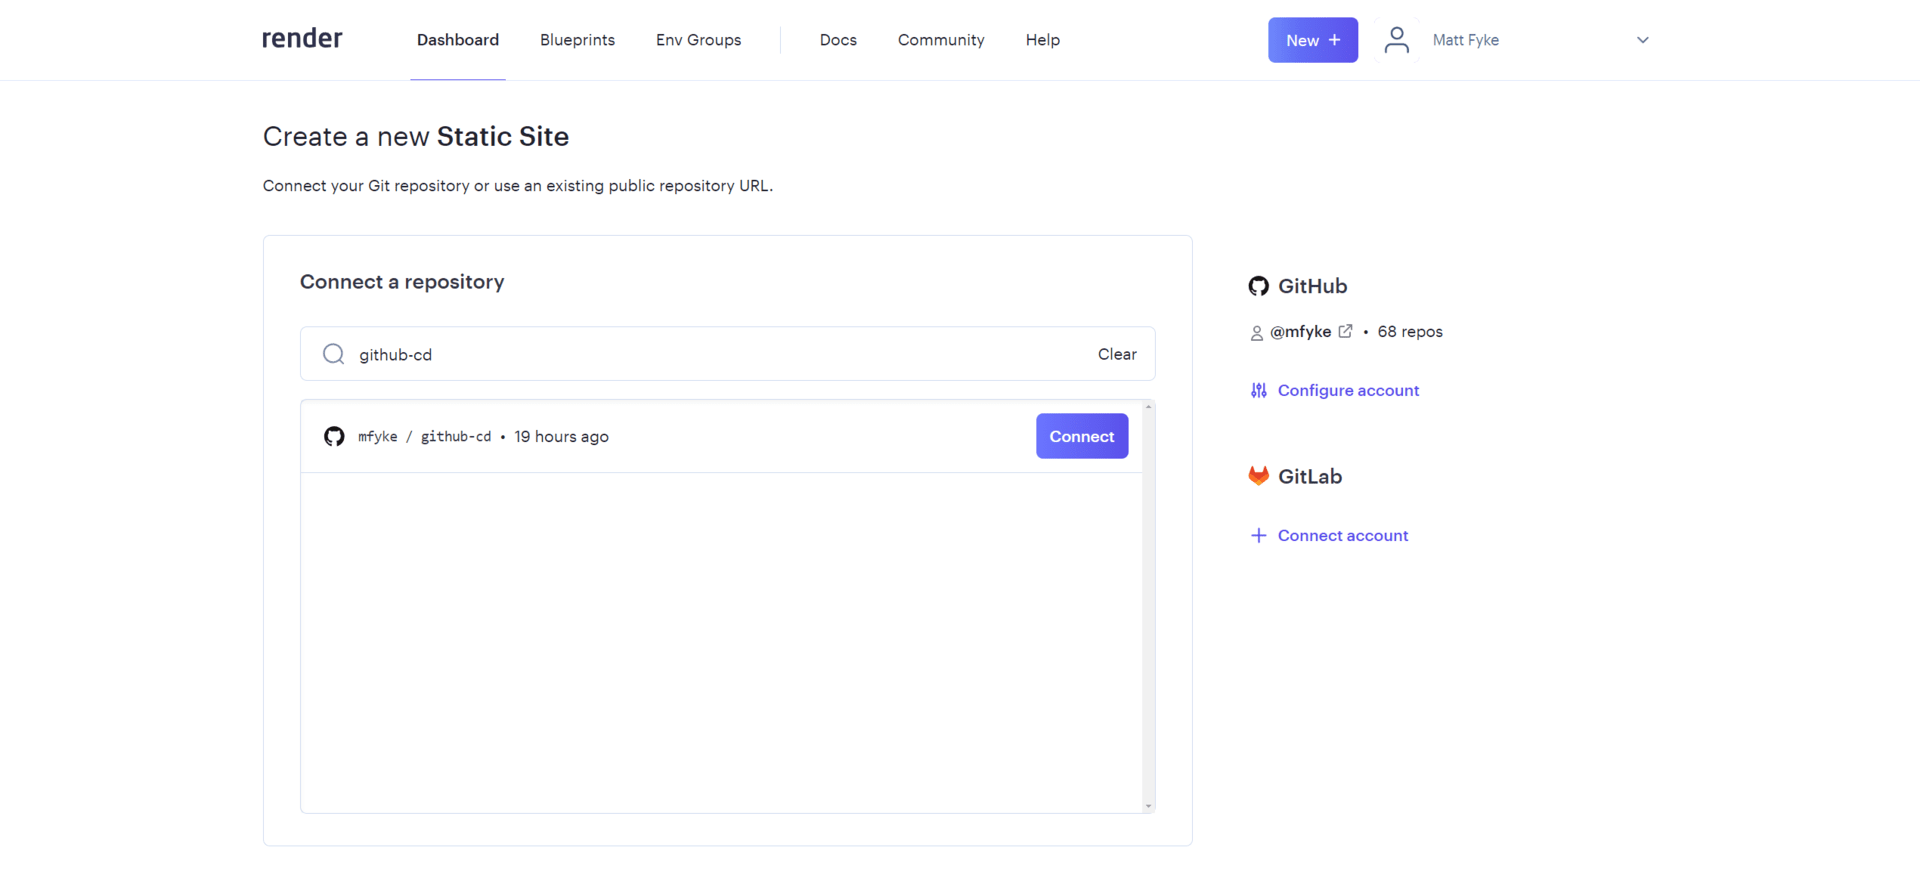 render Dashboard Blueprints Env Groups Docs Community Help New + Matt Fyke
Create a new Static Site
Connect your Git repository or use an existing public repository URL.
Connect a repository
github-cd Clear
mfyke / github-cd • 19 hours ago Connect
GitHub
@mfyke • 68 repos
Configure account
GitLab
+ Connect account